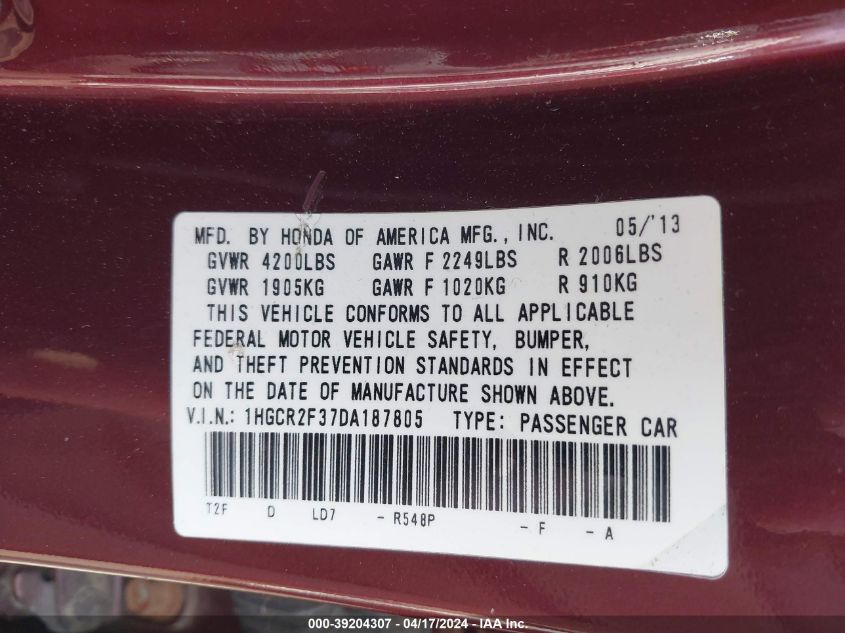 MFD. BY HONDA OF AMERICA MFG., INC. 05/'13
GVWR 4200LBS GAWR F 2249LBS R 2006LBS
GVWR 1905KG GAWR F 1020KG R 910KG
THIS VEHICLE CONFORMS TO ALL APPLICABLE
FEDERAL MOTOR VEHICLE SAFETY, BUMPER,
AND THEFT PREVENTION STANDARDS IN EFFECT
ON THE DATE OF MANUFACTURE SHOWN ABOVE.
V.I.N.: 1HGCR2F37DA187805 TYPE: PASSENGER CAR
T2F D LD7 - R548P - F - A
000-39204307 - 04/17/2024 - IAA Inc.